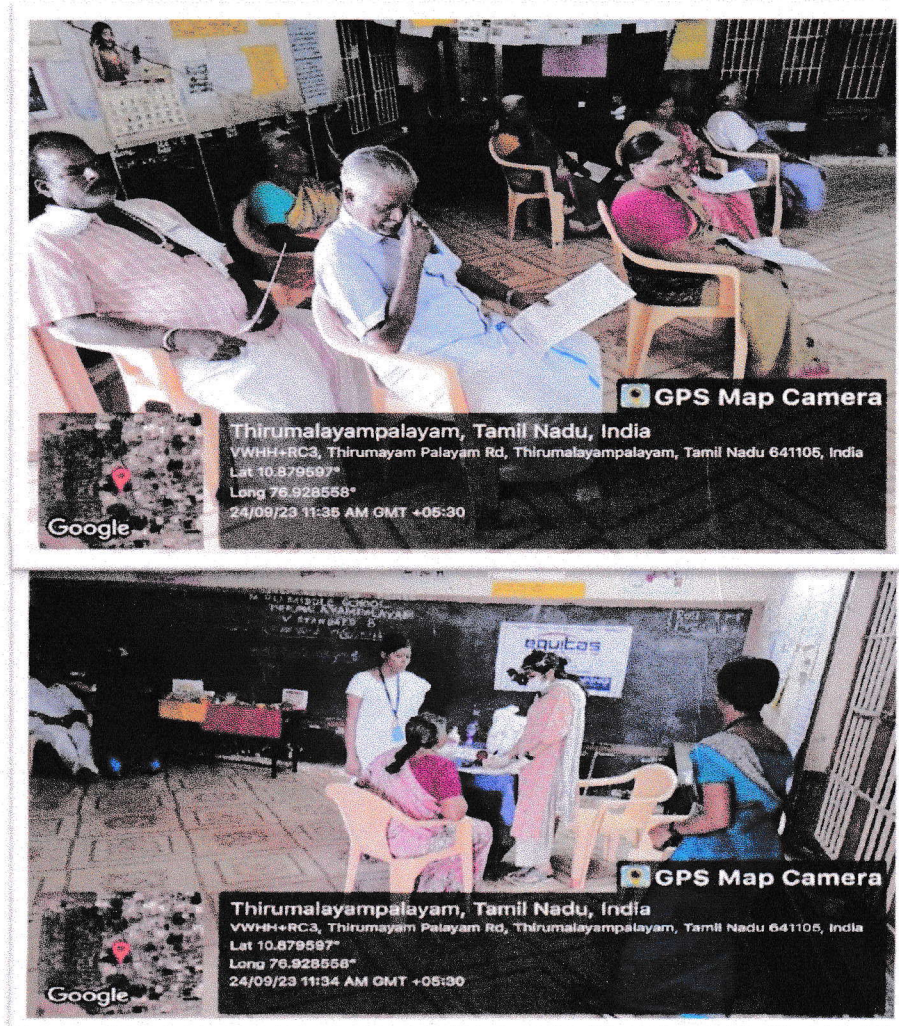 GPS Map Camera
Thirumalayampalayam, Tamil Nadu, India
VWHH+RC3, Thirumayam Palayam Rd, Thirumalayampalayam, Tamil Nadu 641105, India
Lat 10.879597°
Long 76.928558°
24/09/23 11:35 AM GMT +05:30
Google
SCHOOL
V STANDARD B
equitas
GPS Map Camera
Thirumalayampalayam, Tamil Nadu, India
VWHH+RC3, Thirumayam Palayam Rd, Thirumalayampalayam, Tamil Nadu 641105, India
Lat 10.879597°
Long 76.928558°
24/09/23 11:34 AM GMT +05:30
Google